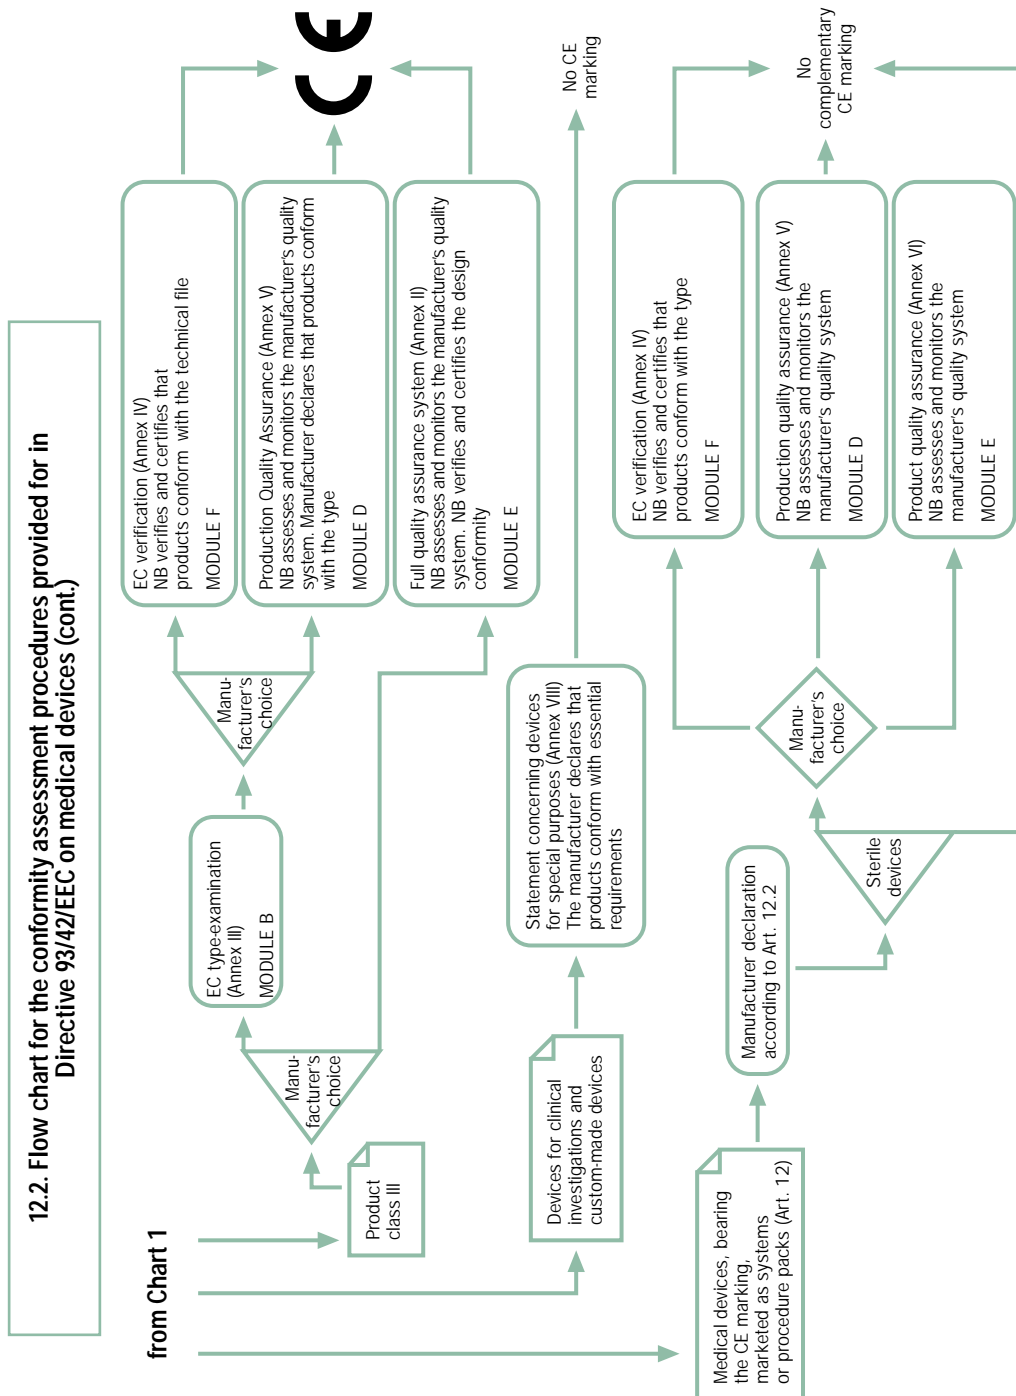 12.2. Flow chart for the conformity assessment procedures provided for in
Directive 93/42/EEC on medical devices (cont.)
from Chart 1
Product
class III
Manu-
facturer's
choice
EC type-examination
(Annex III)
MODULE B
Manu-
facturer's
choice
EC verification (Annex IV)
NB verifies and certifies that
products conform with the technical file
MODULE F
Production Quality Assurance (Annex V)
NB assesses and monitors the manufacturer's quality
system. Manufacturer declares that products conform
with the type
MODULE D
Full quality assurance system (Annex II)
NB assesses and monitors the manufacturer's quality
system. NB verifies and certifies the design
conformity
MODULE E
CE
Devices for clinical
investigations and
custom-made devices
Statement concerning devices
for special purposes (Annex VIII)
The manufacturer declares that
products conform with essential
requirements
No CE
marking
Medical devices, bearing
the CE marking,
marketed as systems
or procedure packs (Art. 12)
Manufacturer declaration
according to Art. 12.2
Sterile
devices
Manu-
facturer's
choice
EC verification (Annex IV)
NB verifies and certifies that
products conform with the type
MODULE F
Production quality assurance (Annex V)
NB assesses and monitors the
manufacturer's quality system
MODULE D
Product quality assurance (Annex VI)
NB assesses and monitors the
manufacturer's quality system
MODULE E
No
complementary
CE marking